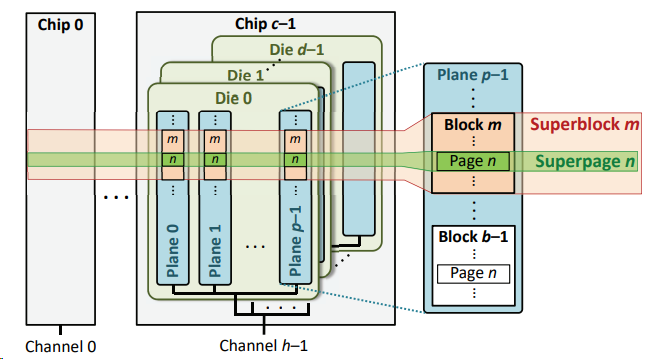 Chip 0
Chip c–1
Die d–1
Die 1
Die 0
Plane p–1
m
m
m
n
n
n
Block m
Superblock m
Page n
Superpage n
Plane 0
Plane 1
...
Plane p–1
...
Block b–1
Page n
Channel 0
Channel h–1